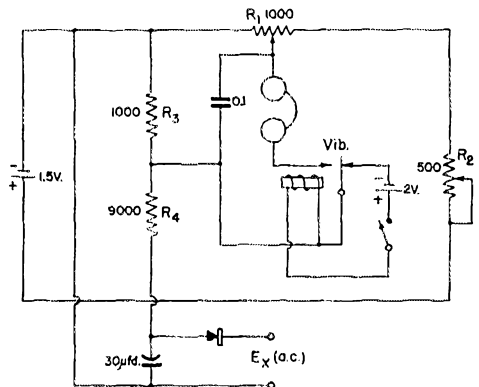 R1 1000
1000 R3
0.1
Vib.
- + 1.5V.
500 R2
- + 2V.
9000 R4
30µfd.
Ex (a.c.)